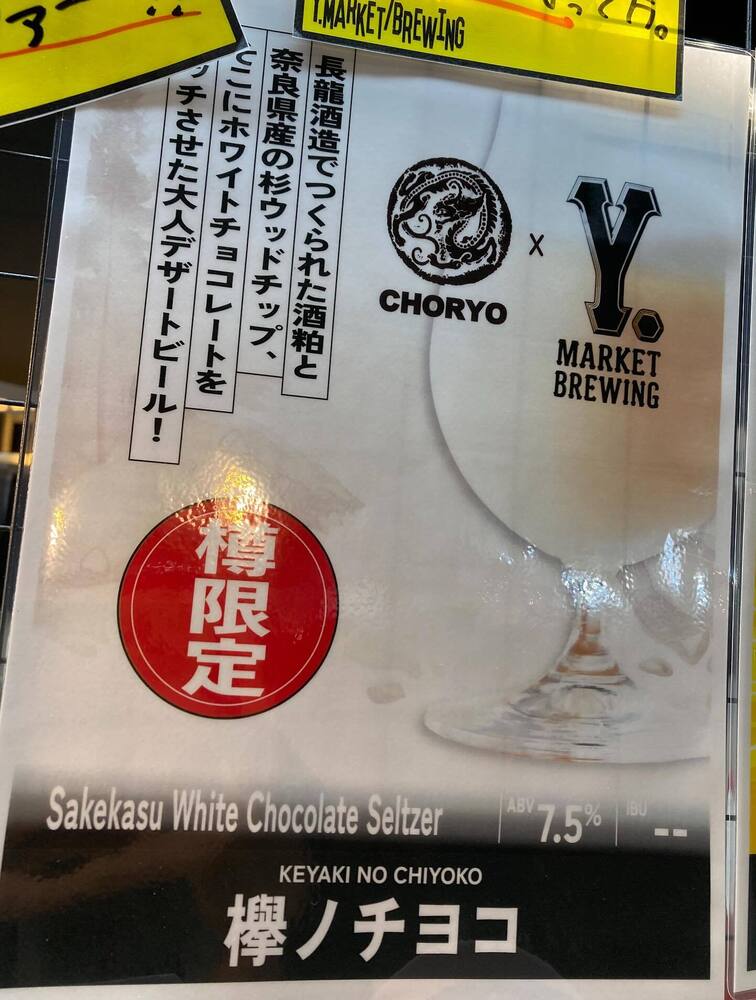 Y.MARKET/BREWING
長龍酒造でつくられた酒粕と
奈良県産の杉ウッドチップ、
こにホワイトチョコレートを
ッチさせた大人デザートビール！
CHORYO
x
Y.
MARKET
BREWING
樽限定
Sakekasu White Chocolate Seltzer
ABV 7.5%
IBU --
KEYAKI NO CHIYOKO
欅ノチヨコ